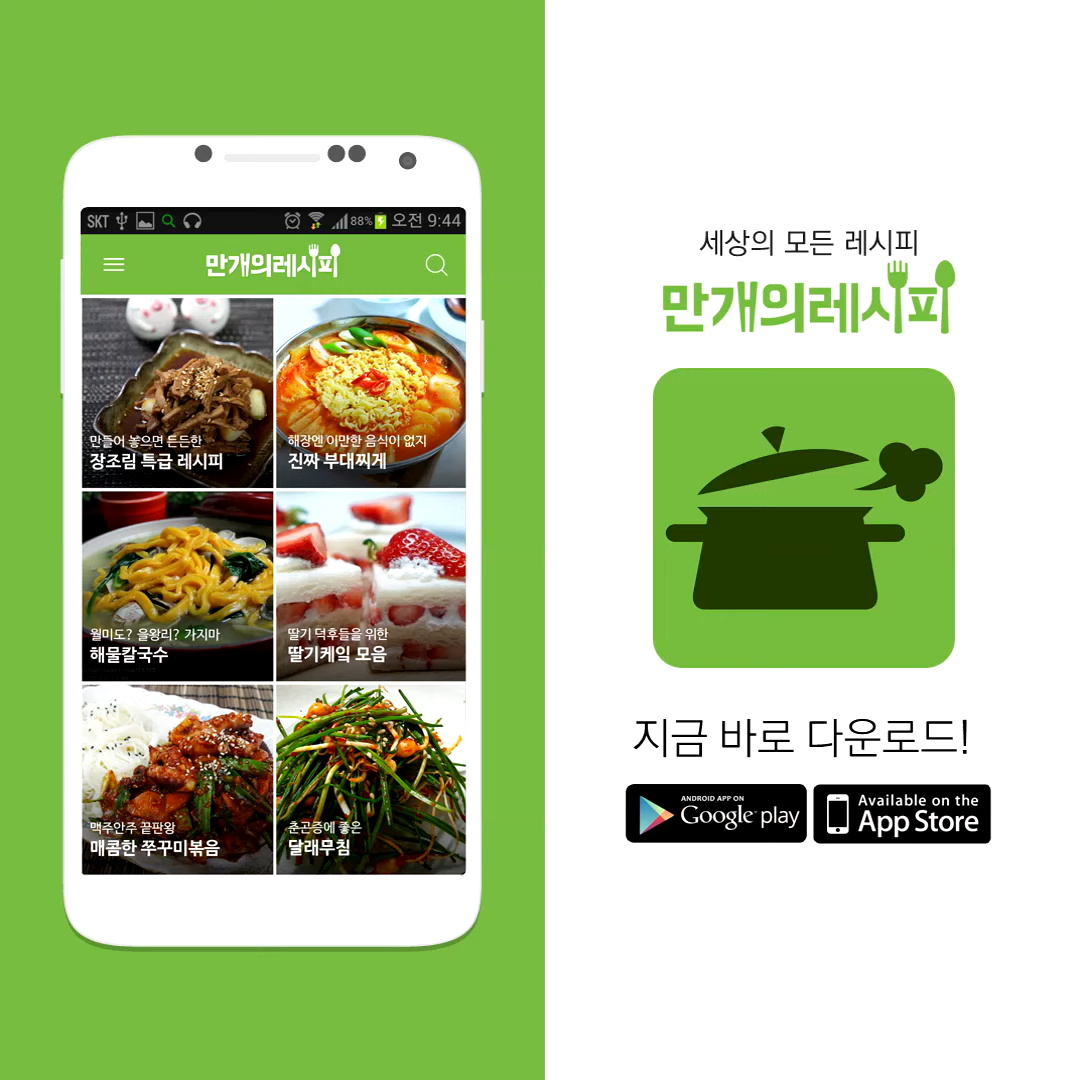 SKT 88% 오전 9:44
만개의레시피
만들어 놓으면 든든한
장조림 특급 레시피
해장엔 이만한 음식이 없지
진짜 부대찌게
월미도? 을왕리? 가지마
해물칼국수
딸기 덕후들을 위한
딸기케잌 모음
맥주안주 끝판왕
매콤한 쭈꾸미볶음
춘곤증에 좋은
달래무침
세상의 모든 레시피
만개의레시피
지금 바로 다운로드!
ANDROID APP ON
Google play
Available on the
App Store